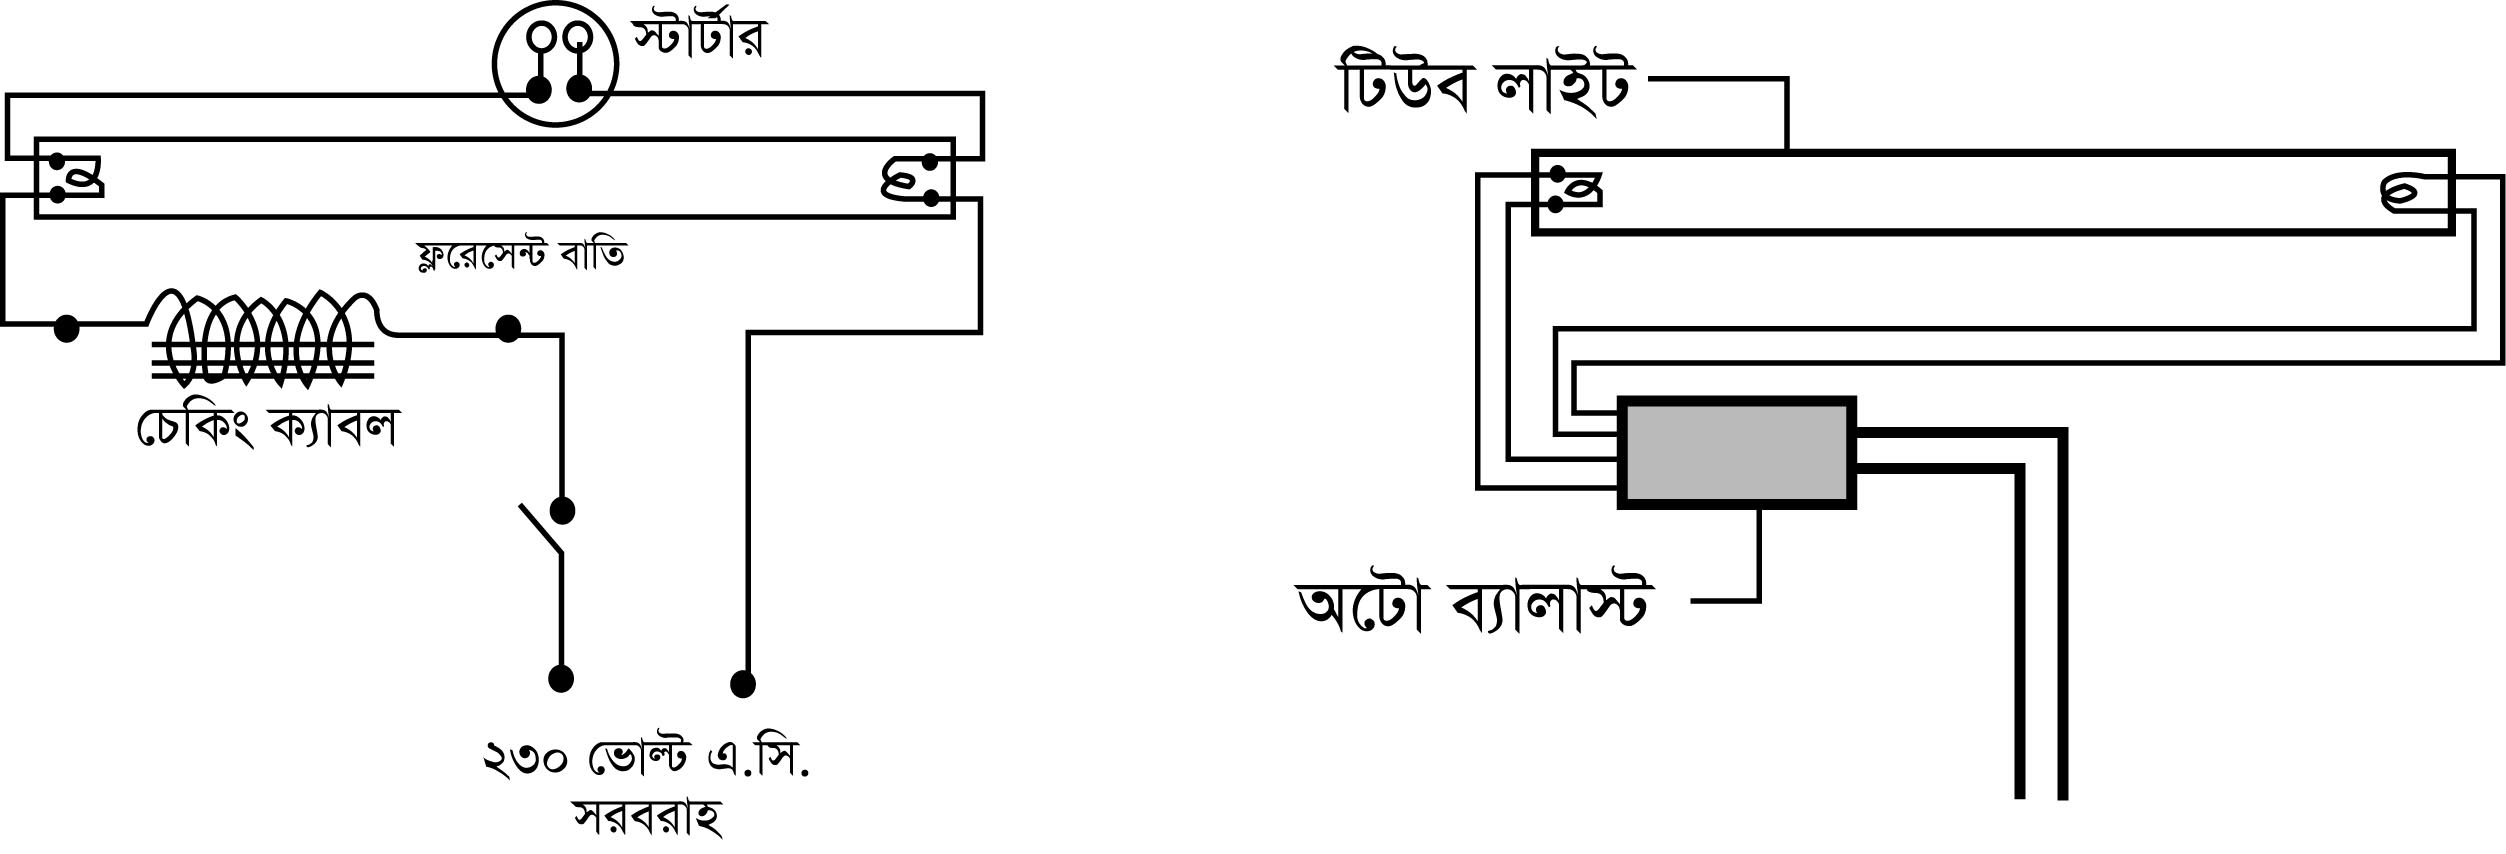 স্টার্টার
টিউব লাইট
ফ্লুরোসেন্ট বাতি
চোকিং ক্যাবল
অটো ব্যালাস্ট
২৩০ ভোল্ট এ.সি.
সরবরাহ